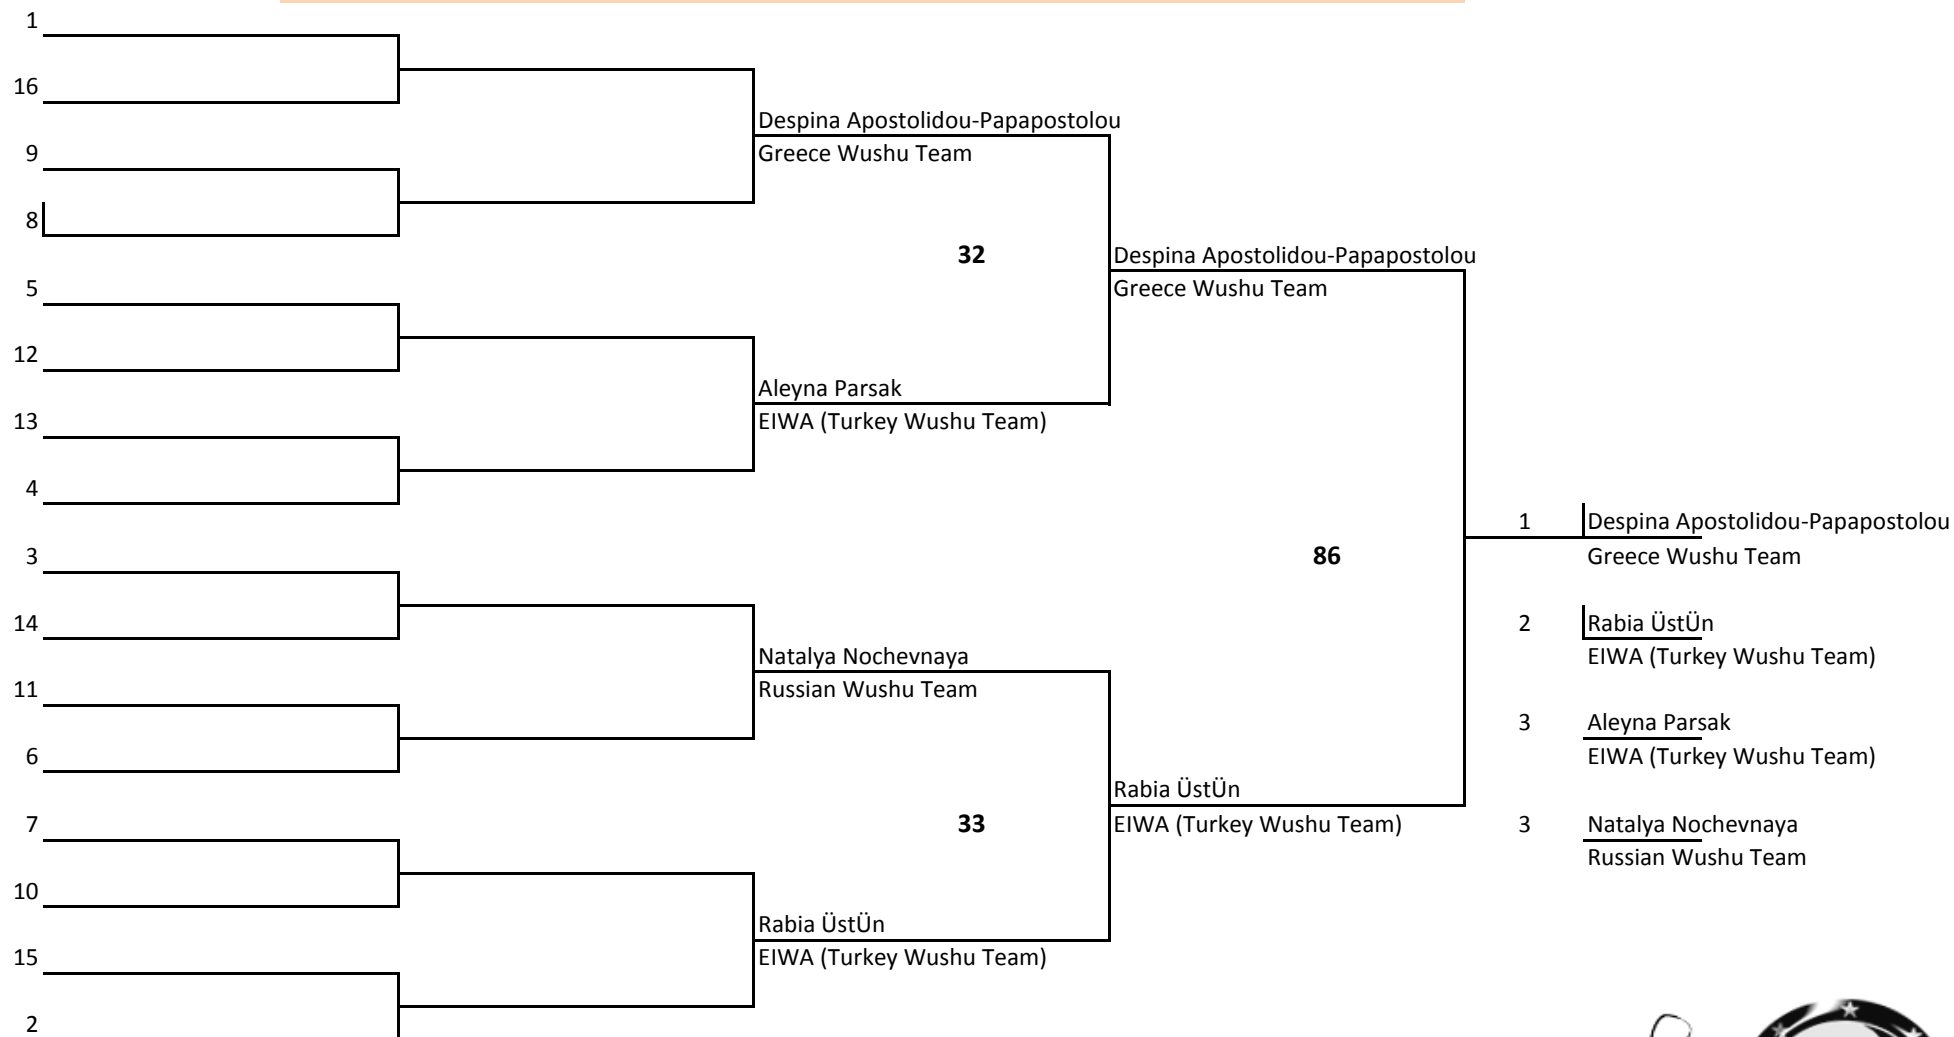 1
16
Despina Apostolidou-Papapostolou
9
Greece Wushu Team
8
32
Despina Apostolidou-Papapostolou
5
Greece Wushu Team
12
Aleyna Parsak
13
EIWA (Turkey Wushu Team)
4
1
Despina Apostolidou-Papapostolou
3
86
Greece Wushu Team
14
2
Rabia ÜstÜn
Natalya Nochevnaya
EIWA (Turkey Wushu Team)
11
Russian Wushu Team
3
Aleyna Parsak
6
EIWA (Turkey Wushu Team)
Rabia ÜstÜn
7
33
EIWA (Turkey Wushu Team)
3
Natalya Nochevnaya
Russian Wushu Team
10
Rabia ÜstÜn
15
EIWA (Turkey Wushu Team)
2